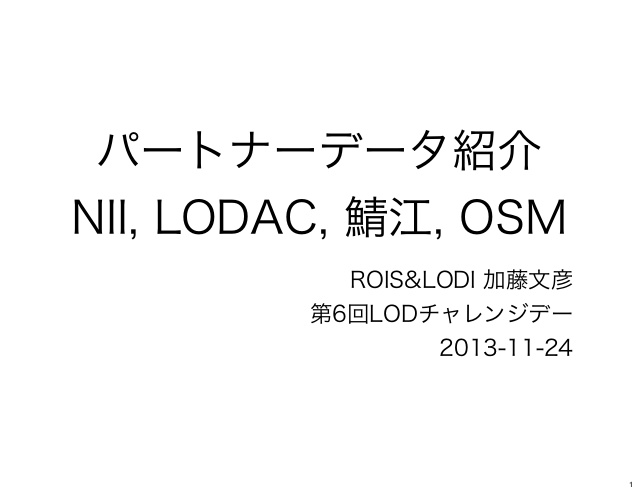 パートナーデータ紹介
NII, LODAC, 鯖江, OSM
ROIS&LODI 加藤文彦
第6回LODチャレンジデー
2013-11-24
1